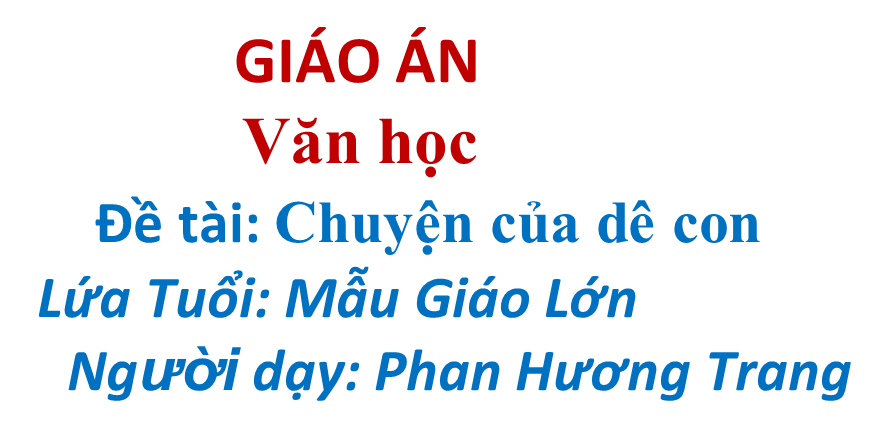 GIÁO ÁN
Văn học
Đề tài: Chuyện của dê con
Lứa Tuổi: Mẫu Giáo Lớn
Người dạy: Phan Hương Trang